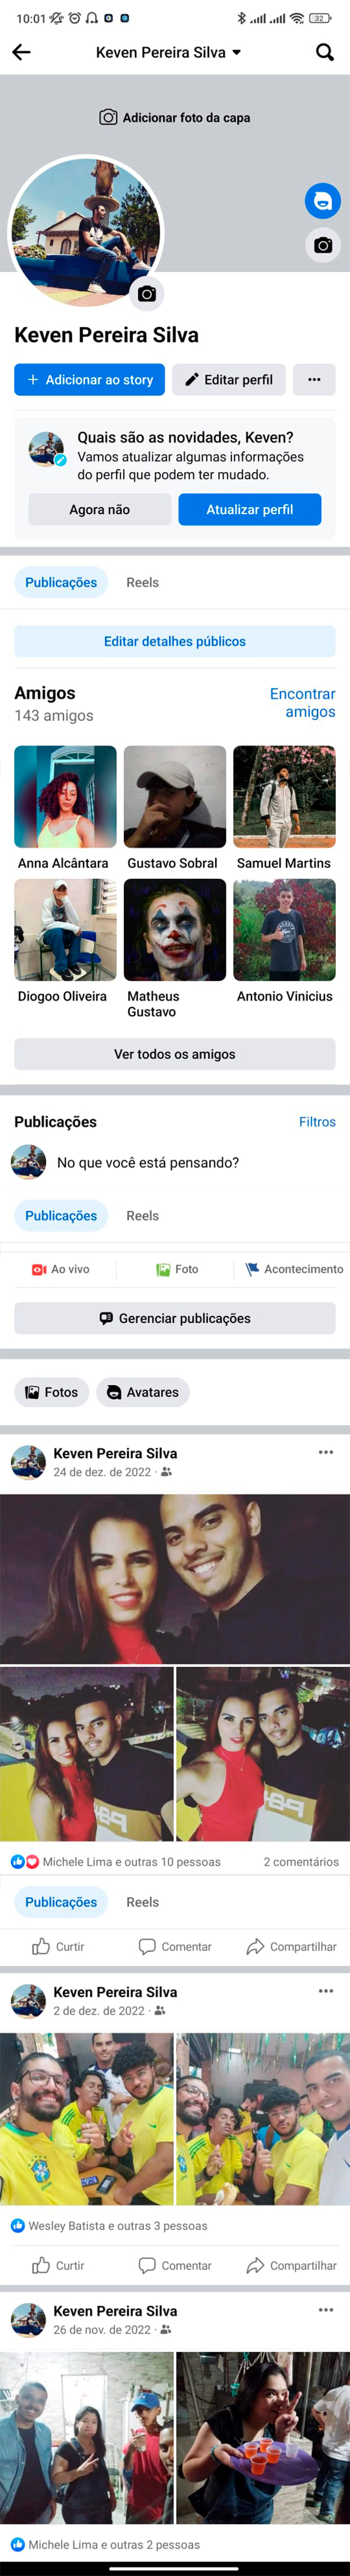 10:01
32
Keven Pereira Silva
Adicionar foto da capa
Keven Pereira Silva
+ Adicionar ao story
Editar perfil
Quais são as novidades, Keven?
Vamos atualizar algumas informações
do perfil que podem ter mudado.
Agora não
Atualizar perfil
Publicações
Reels
Editar detalhes públicos
Amigos
Encontrar
amigos
143 amigos
Anna Alcântara
Gustavo Sobral
Samuel Martins
Diogoo Oliveira
Matheus
Gustavo
Antonio Vinicius
Ver todos os amigos
Publicações
Filtros
No que você está pensando?
Publicações
Reels
Ao vivo
Foto
Acontecimento
Gerenciar publicações
Fotos
Avatares
Keven Pereira Silva
24 de dez. de 2022 ·
Michele Lima e outras 10 pessoas
2 comentários
Publicações
Reels
Curtir
Comentar
Compartilhar
Keven Pereira Silva
2 de dez. de 2022 ·
Wesley Batista e outras 3 pessoas
Curtir
Comentar
Compartilhar
Keven Pereira Silva
26 de nov. de 2022 ·
Michele Lima e outras 2 pessoas